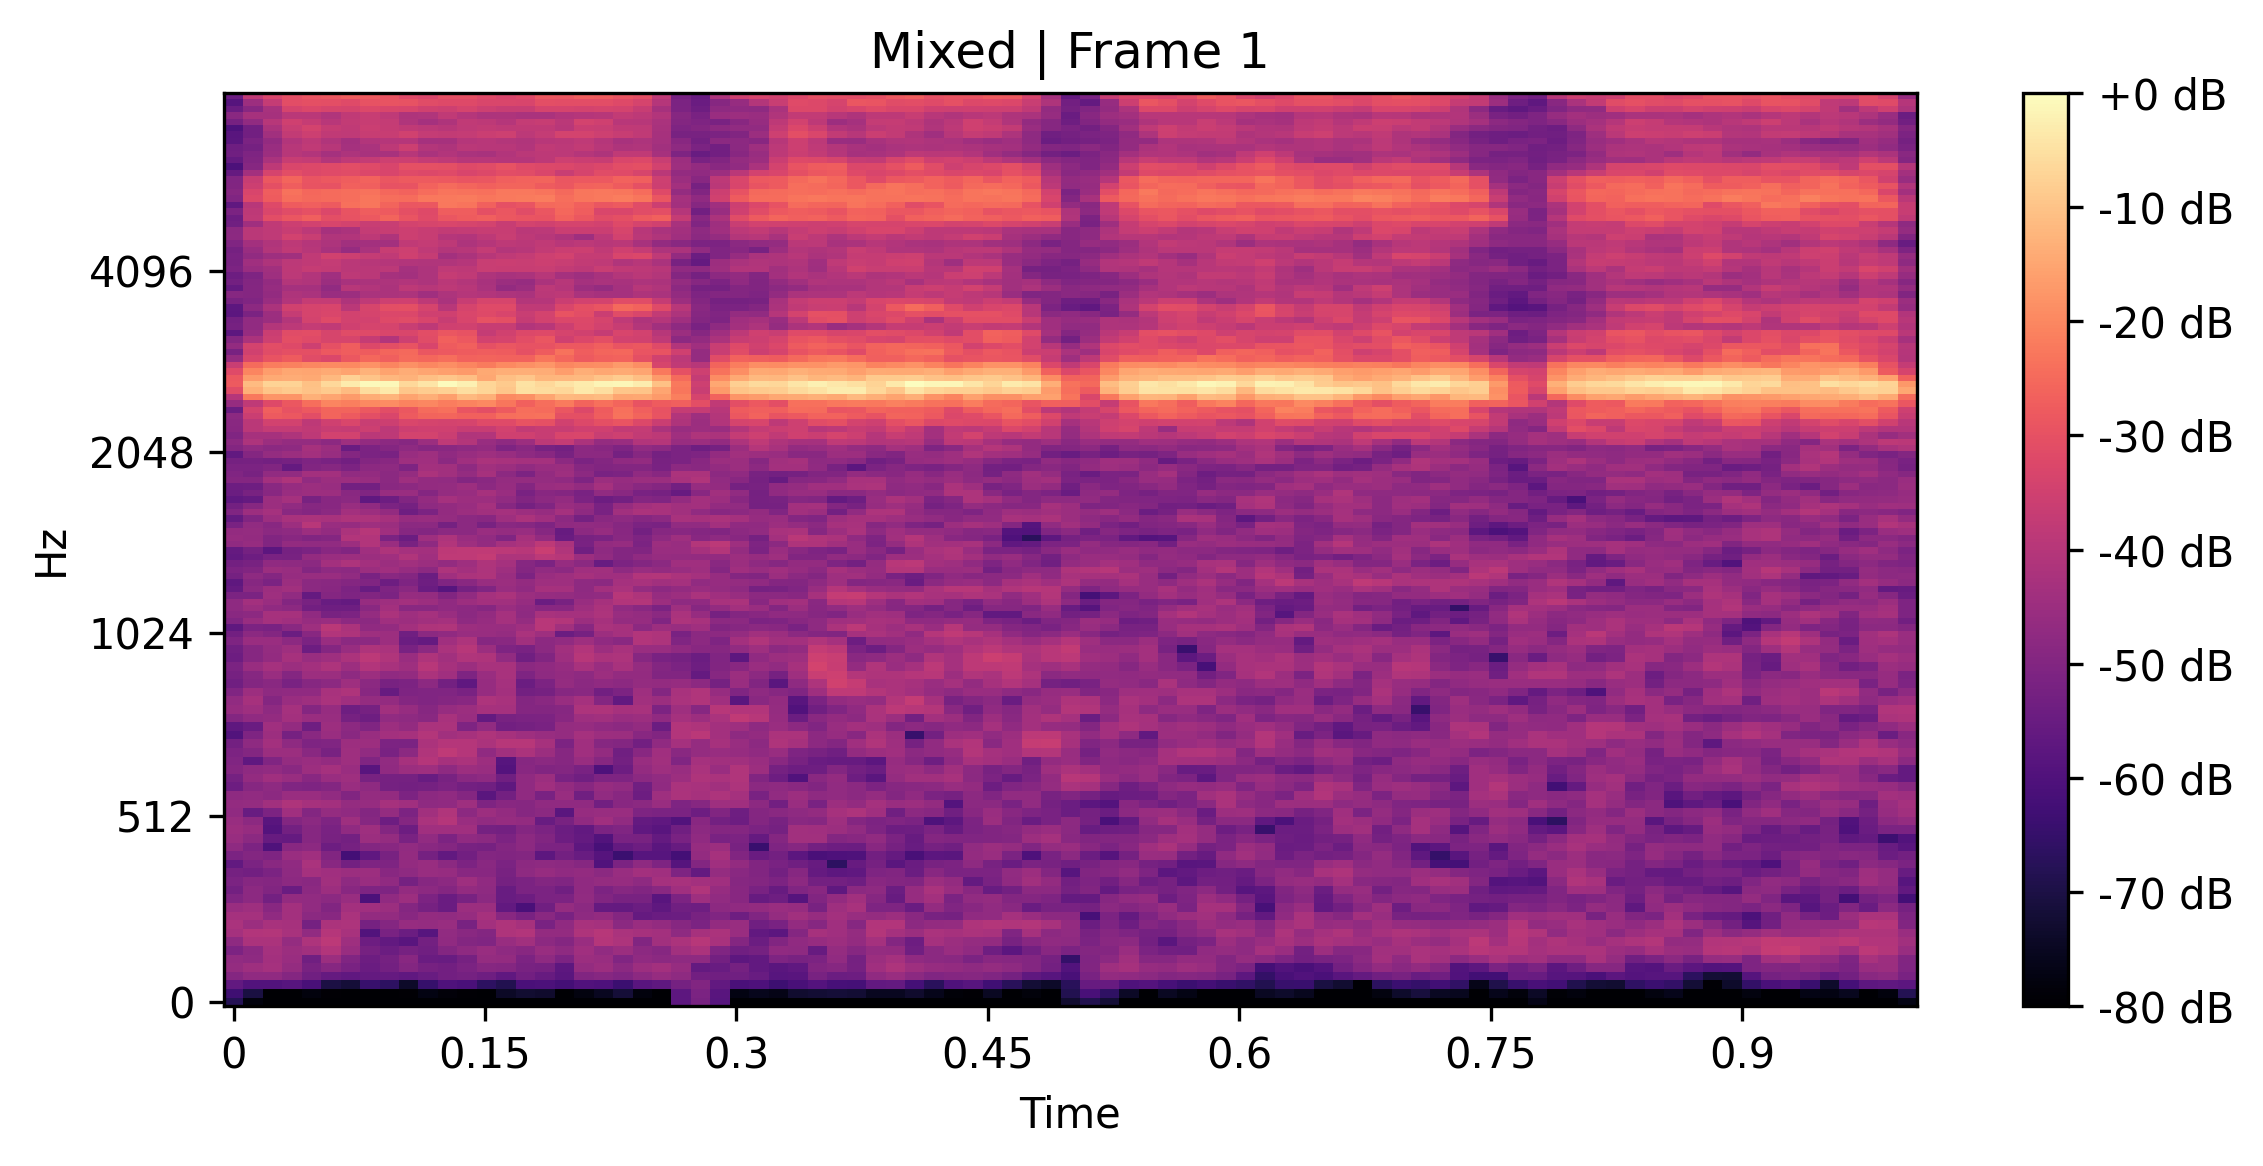 Mixed | Frame 1
Hz
4096
2048
1024
512
0
0 0.15 0.3 0.45 0.6 0.75 0.9
Time
+0 dB
-10 dB
-20 dB
-30 dB
-40 dB
-50 dB
-60 dB
-70 dB
-80 dB